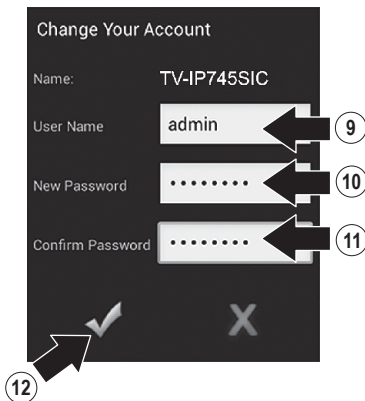 Change Your Account
Name: TV-IP745SIC
User Name admin 9
New Password •••••••• 10
Confirm Password •••••••• 11
X
12